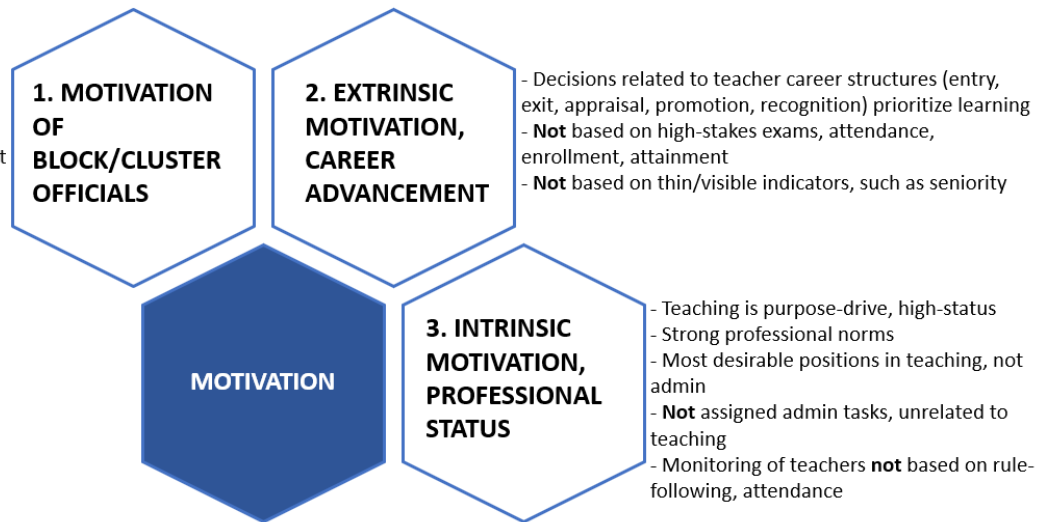 1. MOTIVATION
OF
BLOCK/CLUSTER
OFFICIALS
2. EXTRINSIC
MOTIVATION,
CAREER
ADVANCEMENT
- Decisions related to teacher career structures (entry,
exit, appraisal, promotion, recognition) prioritize learning
- Not based on high-stakes exams, attendance,
enrollment, attainment
- Not based on thin/visible indicators, such as seniority
MOTIVATION
3. INTRINSIC
MOTIVATION,
PROFESSIONAL
STATUS
- Teaching is purpose-drive, high-status
- Strong professional norms
- Most desirable positions in teaching, not
admin
- Not assigned admin tasks, unrelated to
teaching
- Monitoring of teachers not based on rule-
following, attendance